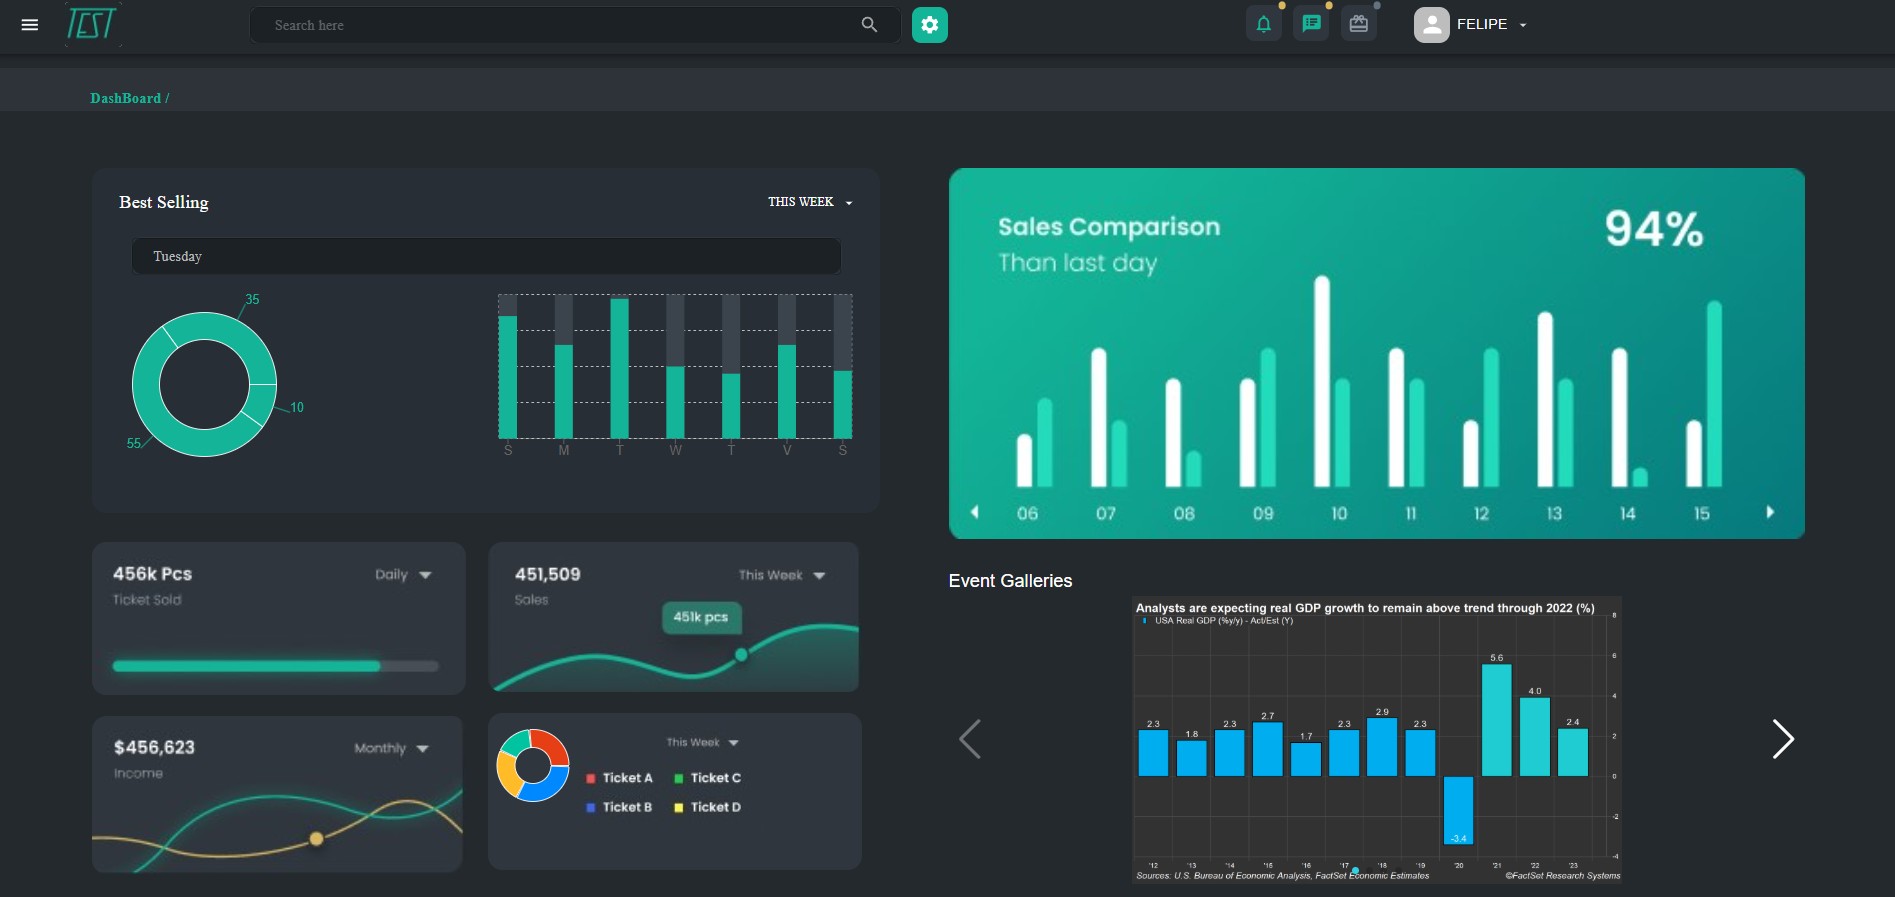 TEST
Search here
FELIPE
DashBoard /
Best Selling
THIS WEEK
Tuesday
35
10
55
S M T W T V S
Sales Comparison
Than last day
94%
06 07 08 09 10 11 12 13 14 15
456k Pcs
Daily
Ticket Sold
451,509
This Week
Sales
451k pcs
$456,623
Monthly
Income
This Week
Ticket A
Ticket C
Ticket B
Ticket D
Event Galleries
Analysts are expecting real GDP growth to remain above trend through 2022 (%)
USA Real GDP (%y/y) - Act/Est (Y)
8
6
4
2
0
-2
-4
2.3 1.8 2.3 2.7 1.7 2.3 2.9 2.3 -3.4 5.6 4.0 2.4
'12 '13 '14 '15 '16 '17 '18 '19 '20 '21 '22 '23
Sources: U.S. Bureau of Economic Analysis, FactSet Economic Estimates
©FactSet Research Systems